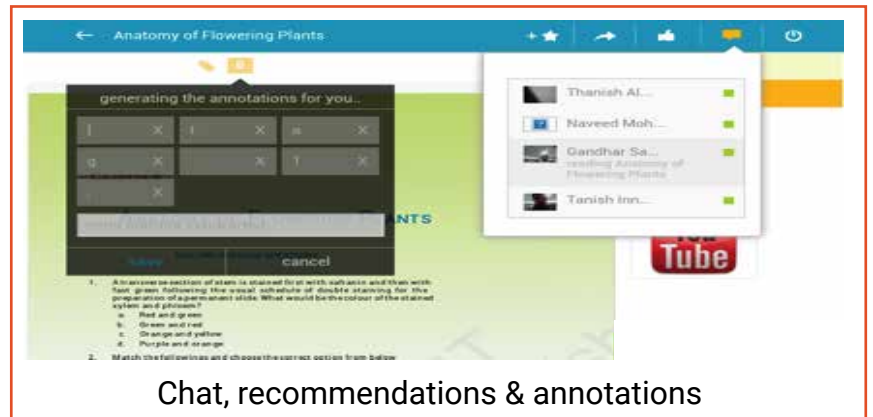 Anatomy of Flowering Plants
generating the annotations for you..
save
cancel
Thanish Al...
Naveed Moh...
Gandhar Sa...
reading Anatomy of
Flowering Plants
Tanish Inn...
PLANTS
You
Tube
1. A transverse section of stem is stained first with safranin and then with
fast green following the usual schedule of double staining for the
preparation of a permanent slide. What would be the colour of the stained
xylem and phloem?
a. Red and green
b. Green and red
c. Orange and yellow
d. Purple and orange
2. Match the followings and choose the correct option from below
Chat, recommendations & annotations